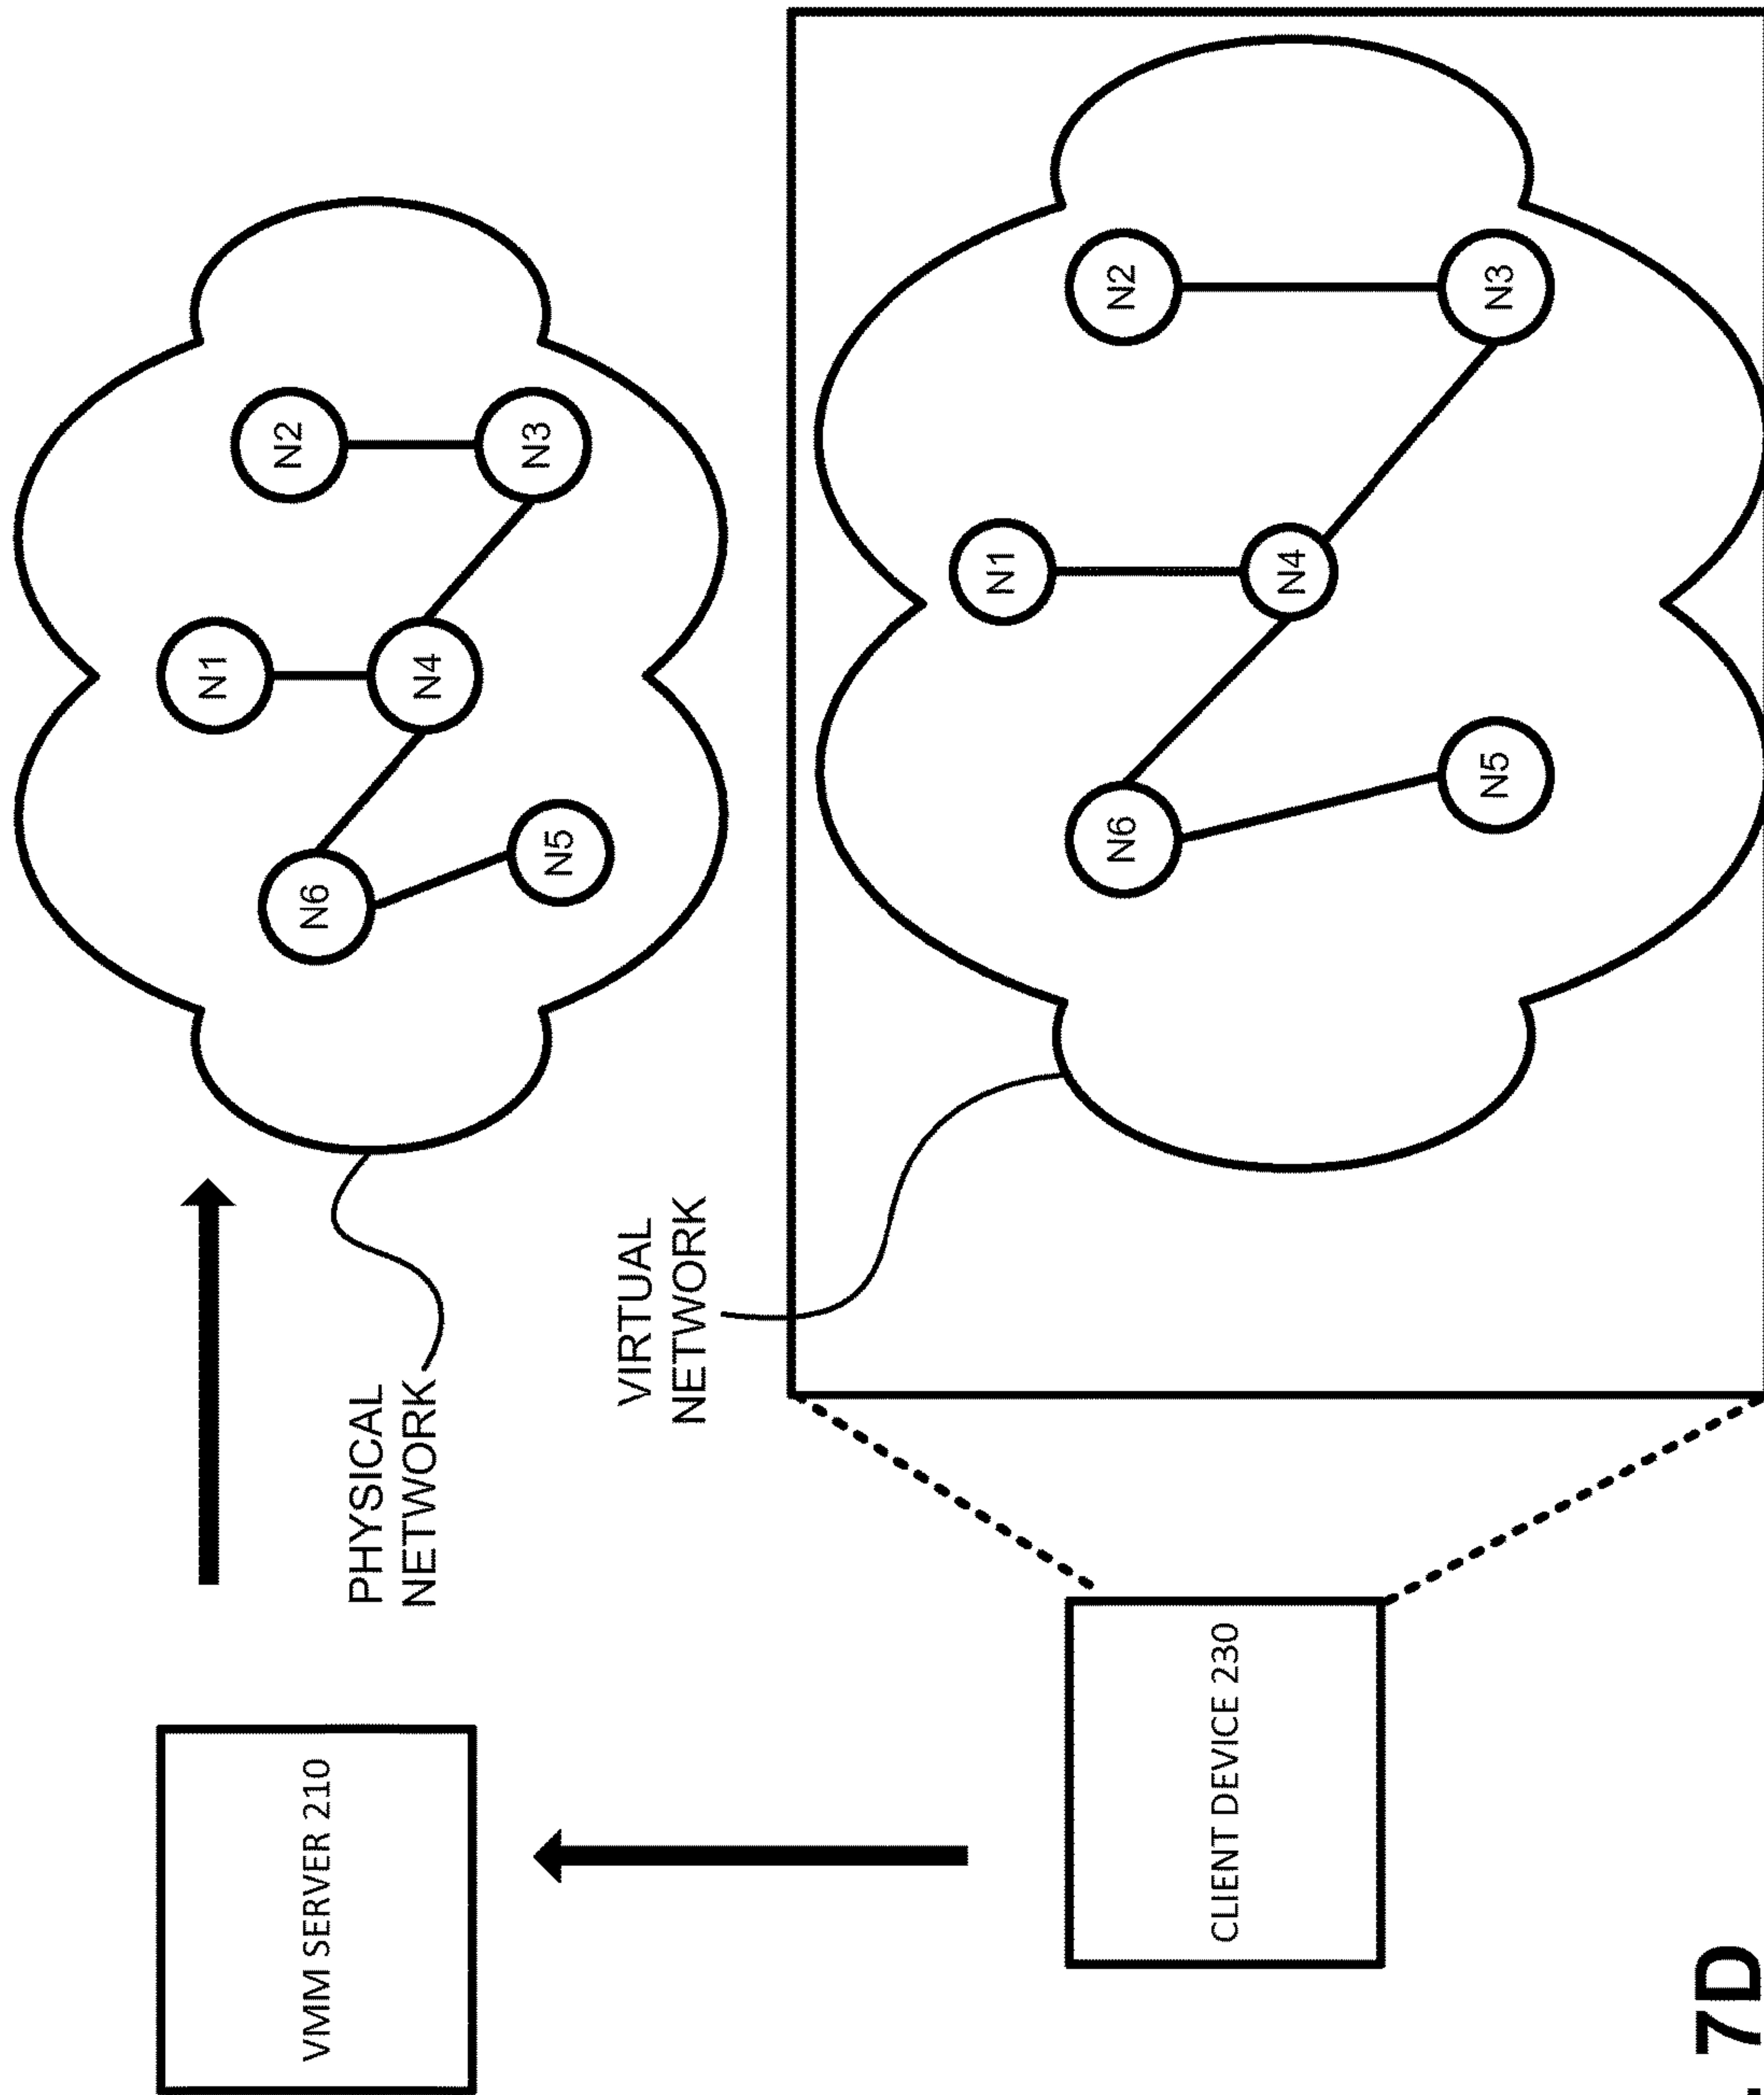 VMM SERVER 210
N1
N2
N6
N4
N3
N5
PHYSICAL
NETWORK
VIRTUAL
NETWORK
CLIENT DEVICE 230
N1
N6
N2
N4
N5
N3
7D